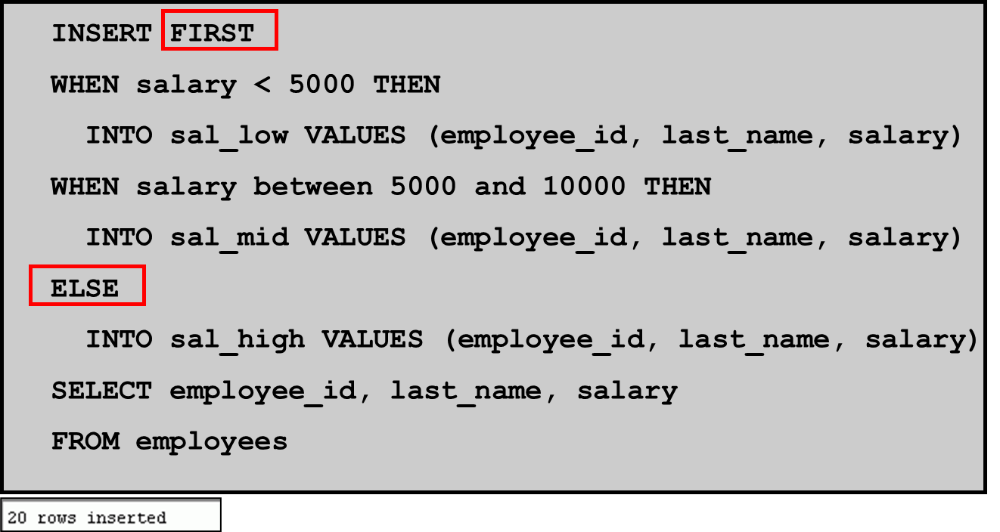 INSERT FIRST
WHEN salary < 5000 THEN
INTO sal_low VALUES (employee_id, last_name, salary)
WHEN salary between 5000 and 10000 THEN
INTO sal_mid VALUES (employee_id, last_name, salary)
ELSE
INTO sal_high VALUES (employee_id, last_name, salary)
SELECT employee_id, last_name, salary
FROM employees
20 rows inserted